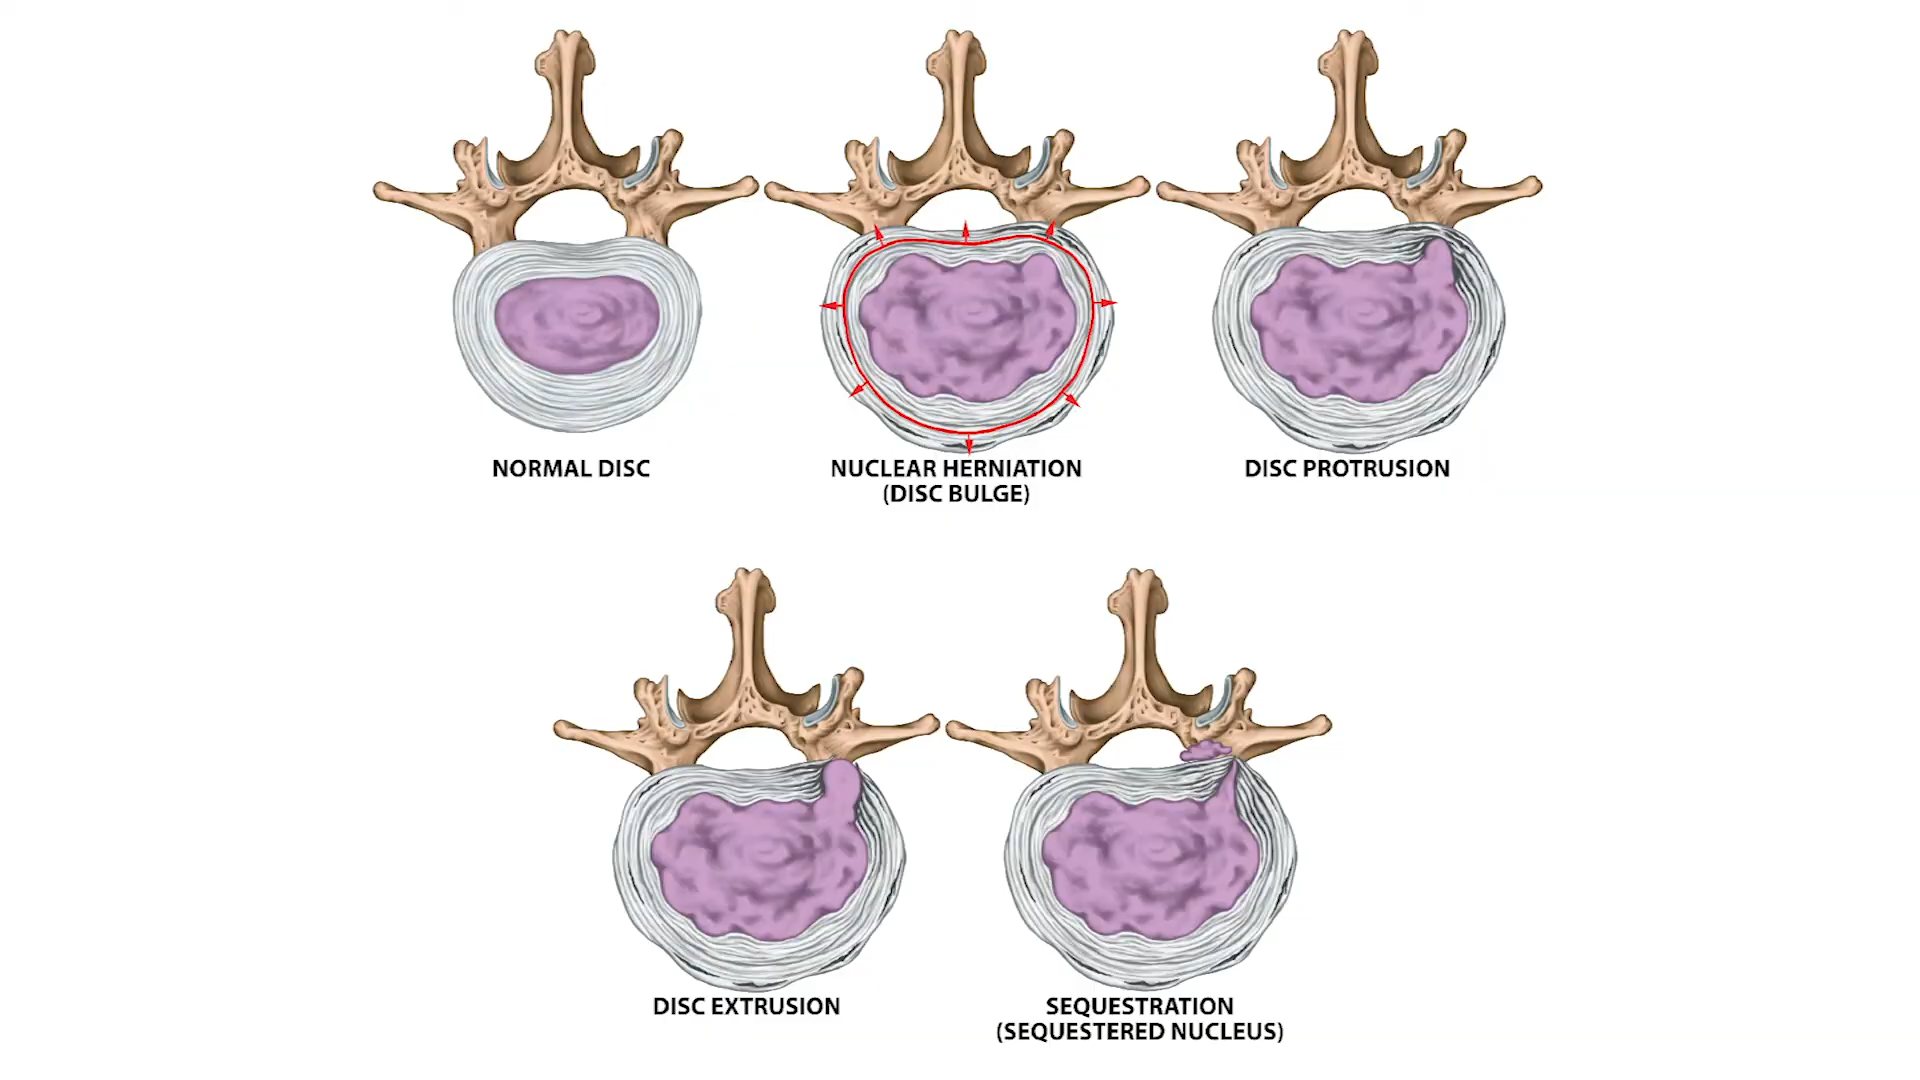 NORMAL DISC
NUCLEAR HERNIATION
(DISC BULGE)
DISC PROTRUSION
DISC EXTRUSION
SEQUESTRATION
(SEQUESTERED NUCLEUS)